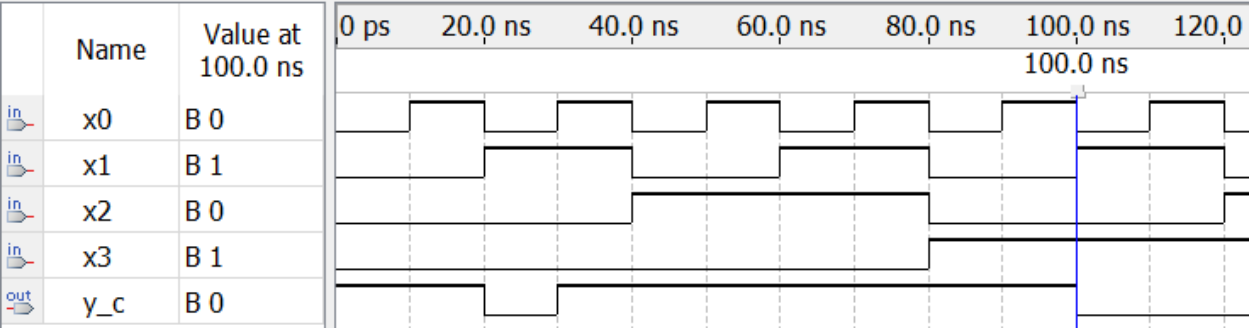 Name
Value at
100.0 ns
0 ps 20.0 ns 40.0 ns 60.0 ns 80.0 ns 100.0 ns 120.0
100.0 ns
in x0 B 0
in x1 B 1
in x2 B 0
in x3 B 1
out y_c B 0